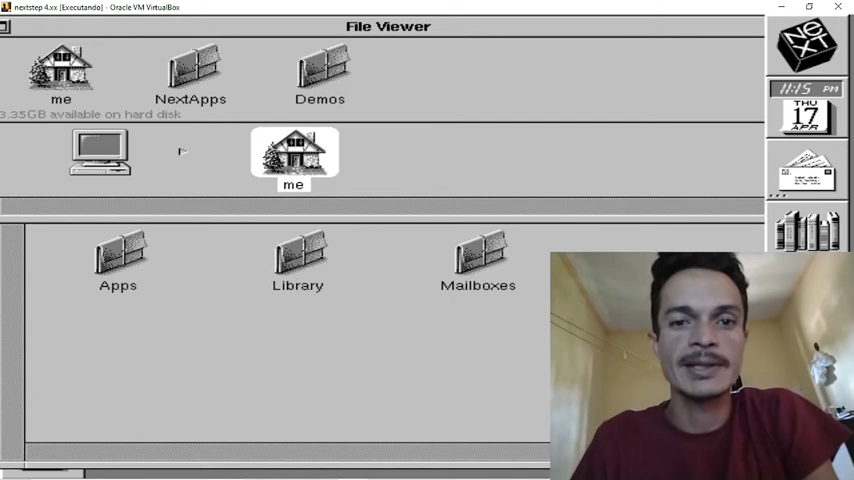 nextstep 4.xx [Executando] - Oracle VM VirtualBox
File Viewer
me
NextApps
Demos
3.35GB available on hard disk
me
Apps
Library
Mailboxes
NeXT
11:15 PM
THU
17
APR